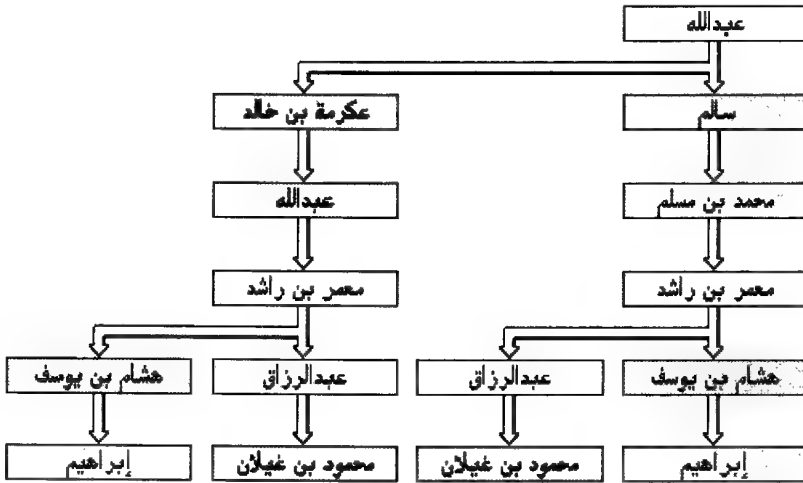 عبدالله
سالم
عكرمة بن خالد
محمد بن مسلم
عبدالله
معمر بن راشد
معمر بن راشد
هشام بن يوسف
عبدالرزاق
عبدالرزاق
هشام بن يوسف
إبراهيم
محمود بن غيلان
محمود بن غيلان
إبراهيم